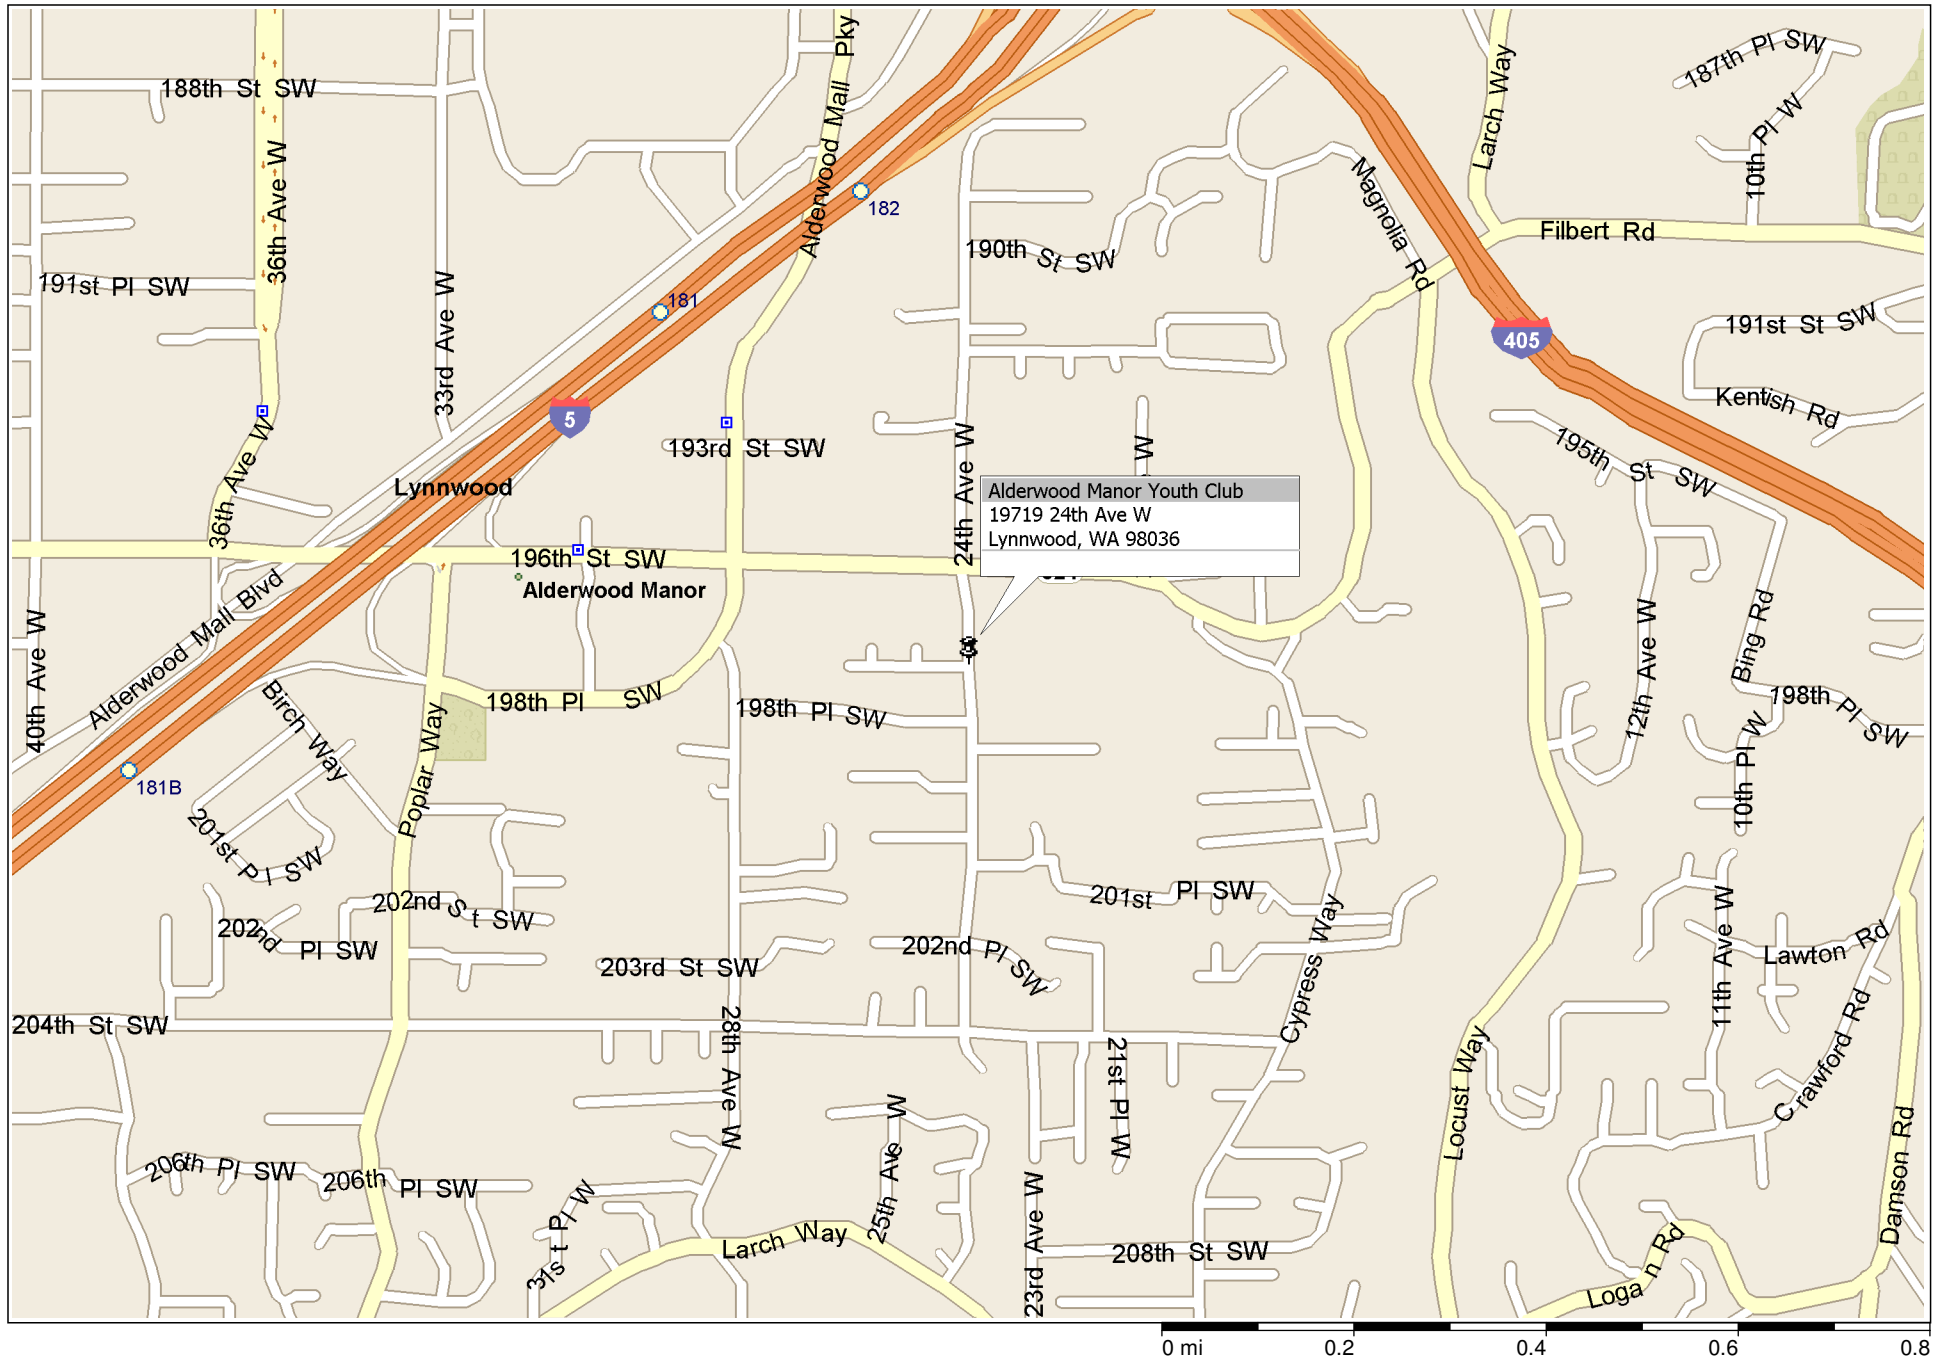 188th St SW
36th Ave W
Alderwood Mall Pky
182
Larch Way
187th Pl SW
10th Pl W
Magnolia Rd
Filbert Rd
190th St SW
191st Pl SW
33rd Ave W
181
405
191st St SW
Kentish Rd
5
36th Ave W
193rd St SW
24th Ave W
W
195th St SW
Lynnwood
Alderwood Manor Youth Club
19719 24th Ave W
Lynnwood, WA 98036
196th St SW
Alderwood Manor
Alderwood Mall Blvd
40th Ave W
Birch Way
198th Pl SW
Poplar Way
198th Pl SW
12th Ave W
Bing Rd
198th Pl SW
10th Pl W
181B
201st Pl SW
202nd St SW
202nd Pl SW
203rd St SW
202nd Pl SW
201st Pl SW
Cypress Way
11th Ave W
Lawton Rd
204th St SW
28th Ave W
21st Pl W
Locust Way
Crawford Rd
Damson Rd
206th Pl SW
206th Pl SW
31st Pl W
Larch Way
25th Ave W
23rd Ave W
208th St SW
Logan Rd
0 mi 0.2 0.4 0.6 0.8